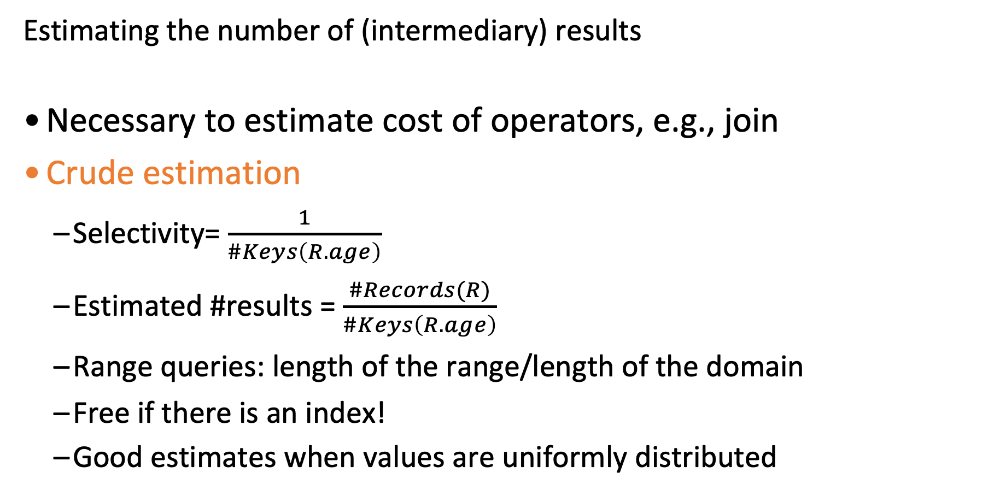 Estimating the number of (intermediary) results
• Necessary to estimate cost of operators, e.g., join
• Crude estimation
– Selectivity= 1 / #Keys(R.age)
– Estimated #results = #Records(R) / #Keys(R.age)
– Range queries: length of the range/length of the domain
– Free if there is an index!
– Good estimates when values are uniformly distributed